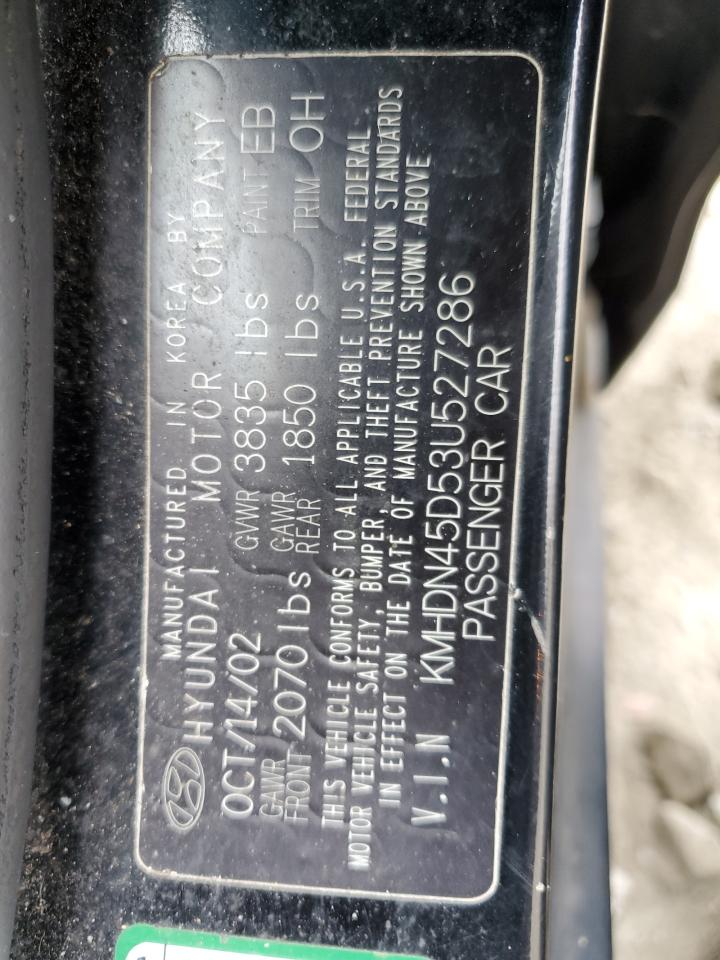 MANUFACTURED IN KOREA BY
HYUNDAI MOTOR COMPANY
OCT/14/02 GVWR 3835 lbs PAINT EB
GAWR FRONT 2070 lbs GAWR REAR 1850 lbs TRIM OH
THIS VEHICLE CONFORMS TO ALL APPLICABLE U.S.A. FEDERAL
MOTOR VEHICLE SAFETY, BUMPER, AND THEFT PREVENTION STANDARDS
IN EFFECT ON THE DATE OF MANUFACTURE SHOWN ABOVE
V.I.N KMHDN45D53U527286
PASSENGER CAR